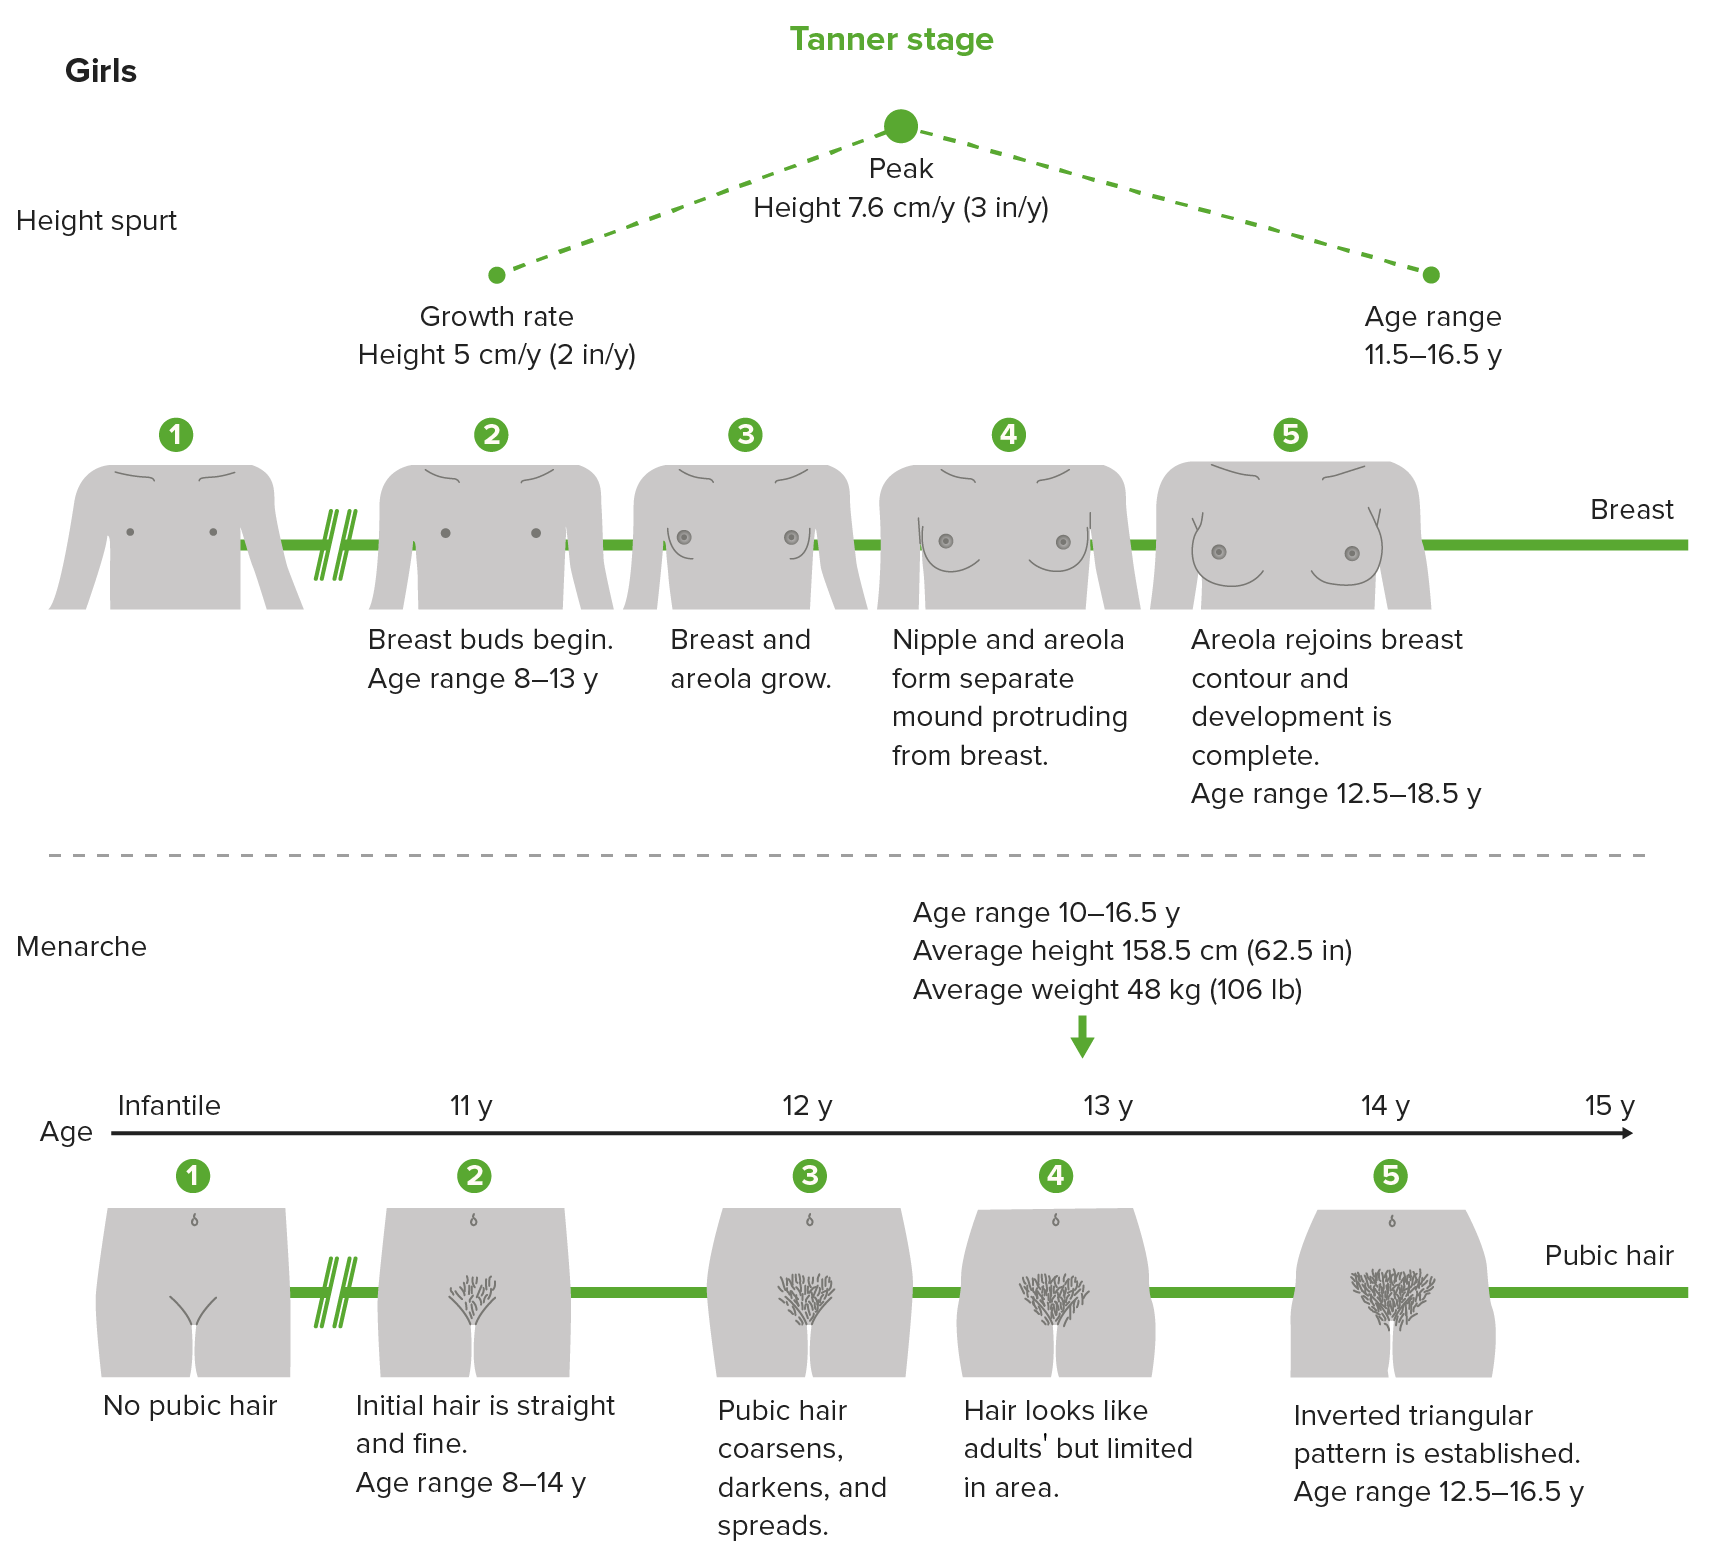 Tanner stage
Girls
Peak
Height 7.6 cm/y (3 in/y)
Height spurt
Growth rate
Height 5 cm/y (2 in/y)
Age range
11.5–16.5 y
1
2
3
4
5
Breast
Breast buds begin.
Age range 8–13 y
Breast and
areola grow.
Nipple and areola
form separate
mound protruding
from breast.
Areola rejoins breast
contour and
development is
complete.
Age range 12.5–18.5 y
Menarche
Age range 10–16.5 y
Average height 158.5 cm (62.5 in)
Average weight 48 kg (106 lb)
Age
Infantile
11 y
12 y
13 y
14 y
15 y
1
2
3
4
5
Pubic hair
No pubic hair
Initial hair is straight
and fine.
Age range 8–14 y
Pubic hair
coarsens,
darkens, and
spreads.
Hair looks like
adults' but limited
in area.
Inverted triangular
pattern is established.
Age range 12.5–16.5 y